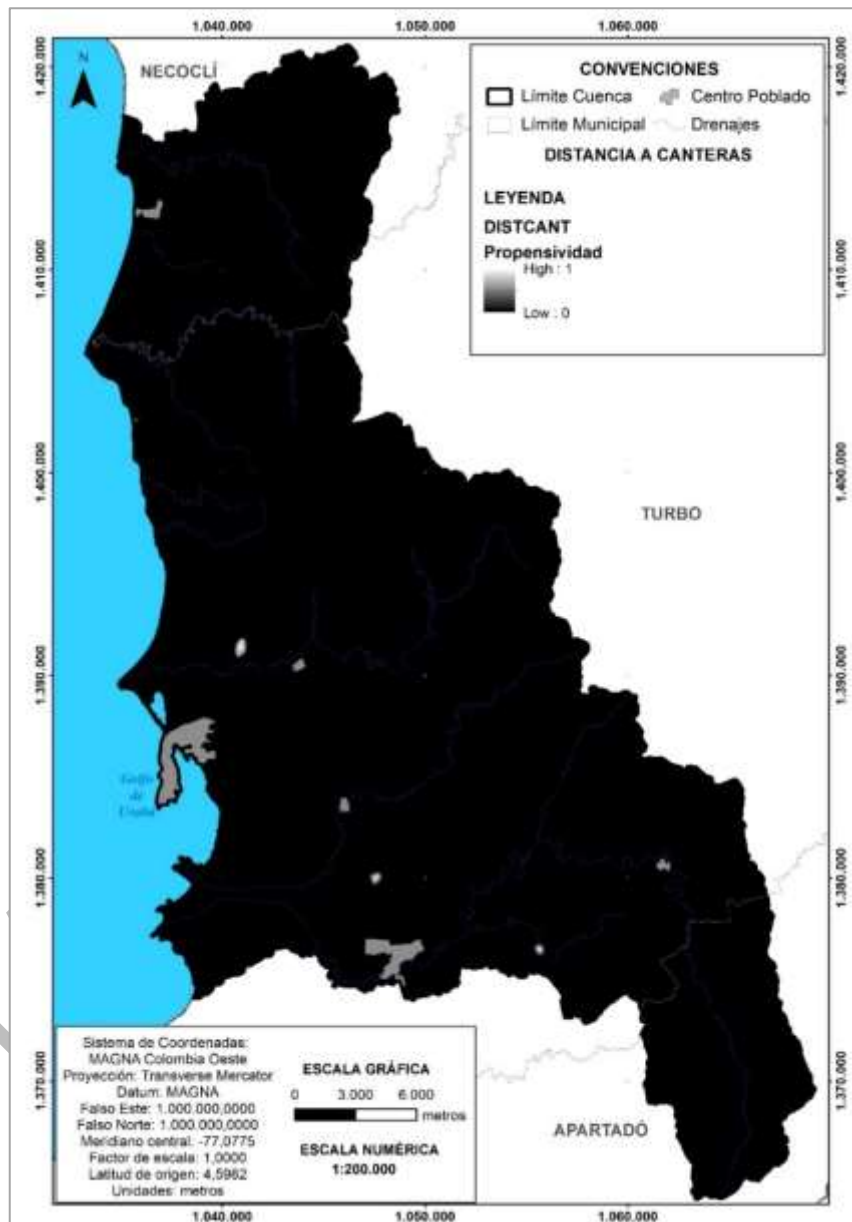 1.040.000 1.050.000 1.060.000
1.420.000 1.420.000
1.410.000 1.410.000
1.400.000 1.400.000
1.390.000 1.390.000
1.380.000 1.380.000
1.370.000 1.370.000
N
NECOCLÍ
CONVENCIONES
Límite Cuenca Centro Poblado
Límite Municipal Drenajes
DISTANCIA A CANTERAS
LEYENDA
DISTCANT
Propensividad
High : 1
Low : 0
TURBO
Golfo
de
Urabá
APARTADÓ
Sistema de Coordenadas:
MAGNA Colombia Oeste
Proyección: Transverse Mercator
Datum: MAGNA
Falso Este: 1.000.000,0000
Falso Norte: 1.000.000,0000
Meridiano central: -77,0775
Factor de escala: 1,0000
Latitud de origen: 4,5962
Unidades: metros
ESCALA GRÁFICA
0 3.000 6.000
metros
ESCALA NUMÉRICA
1:200.000
1.040.000 1.050.000 1.060.000